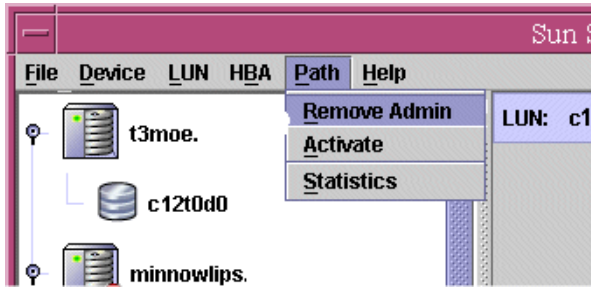 Sun S
File Device LUN HBA Path Help
Remove Admin
Activate
Statistics
LUN: c1
t3moe.
c12t0d0
minnowlips.